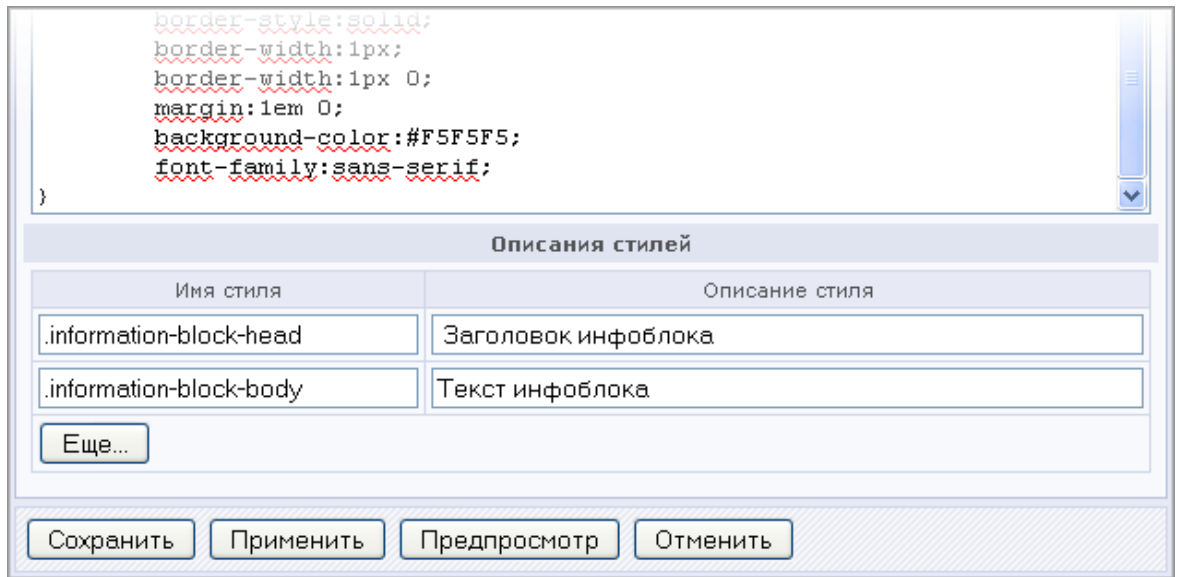 border-style:solid;
border-width:1px;
border-width:1px 0;
margin:1em 0;
background-color:#F5F5F5;
font-family:sans-serif;
}
Описания стилей
Имя стиля Описание стиля
.information-block-head Заголовок инфоблока
.information-block-body Текст инфоблока
Еще...
Сохранить Применить Предпросмотр Отменить